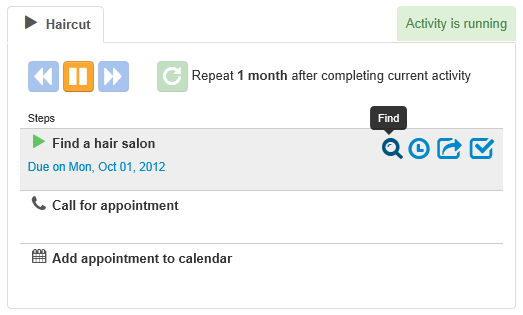 Haircut
Activity is running
Repeat 1 month after completing current activity
Steps
Find
Find a hair salon
Due on Mon, Oct 01, 2012
Call for appointment
Add appointment to calendar